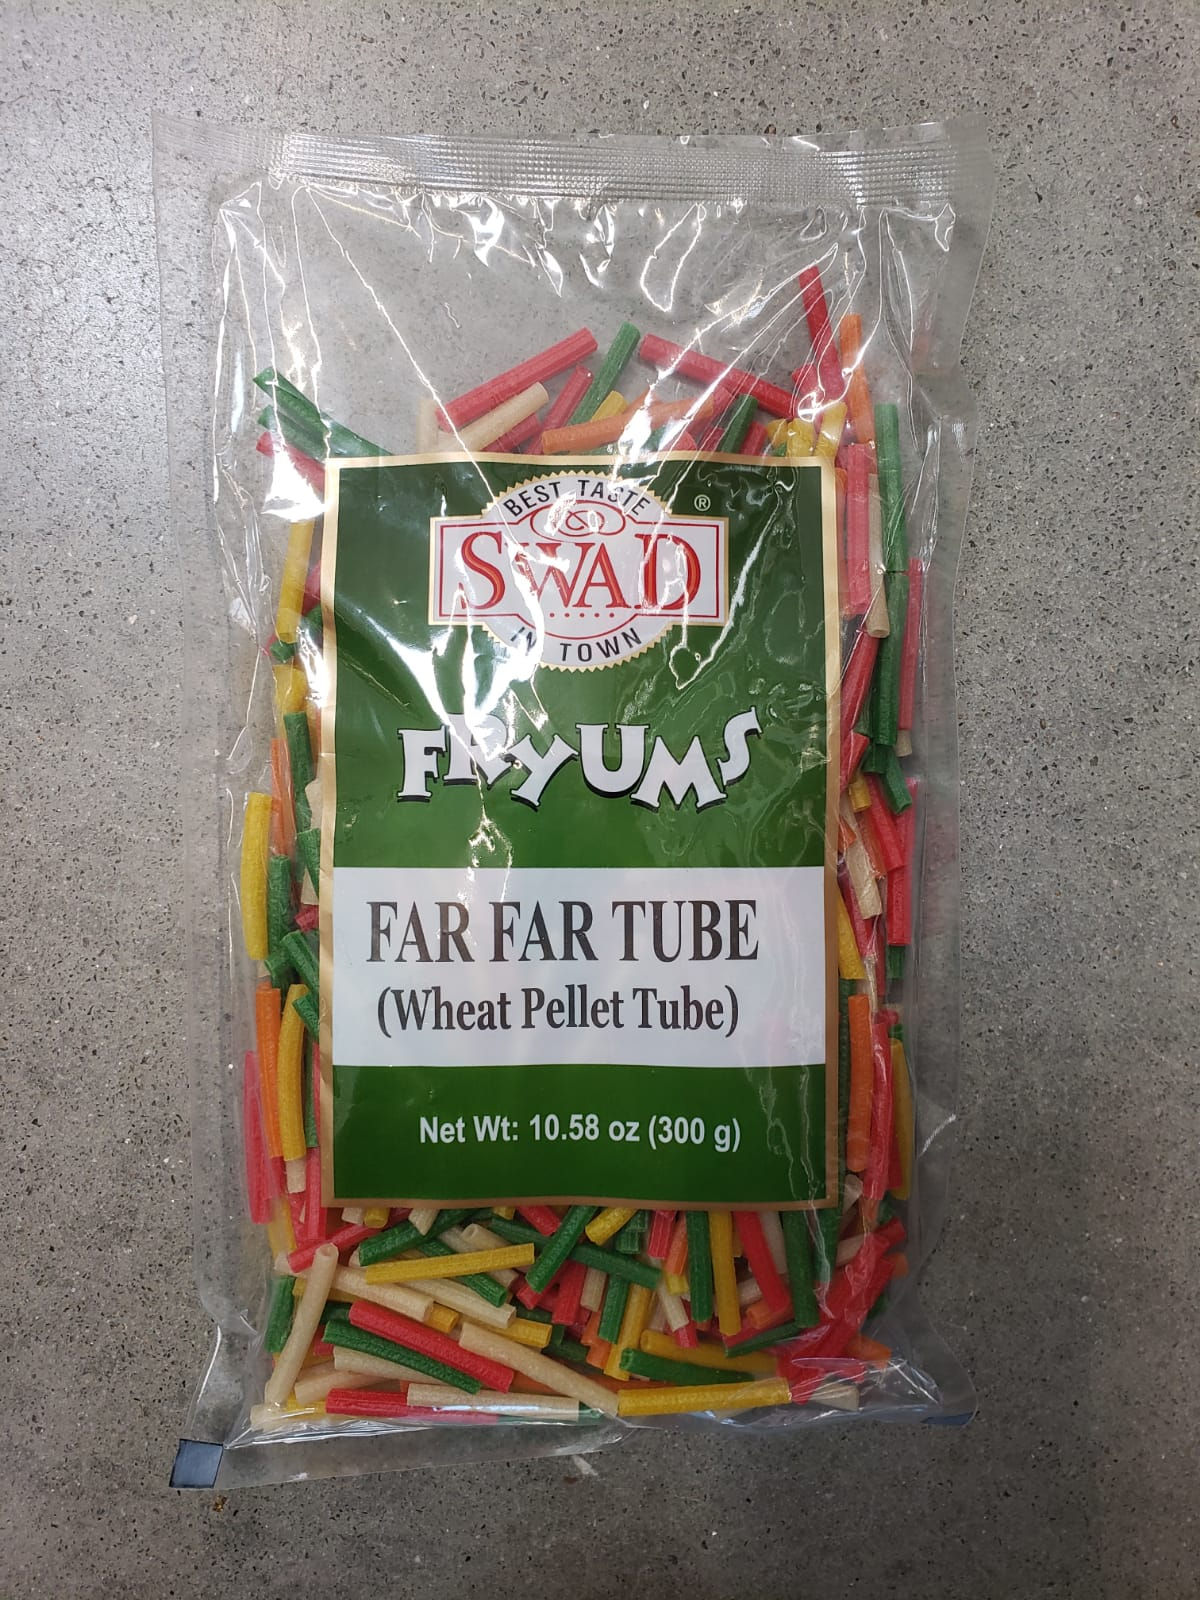 BEST TASTE
®
SWAD
IN TOWN
FRYUMS
FAR FAR TUBE
(Wheat Pellet Tube)
Net Wt: 10.58 oz (300 g)